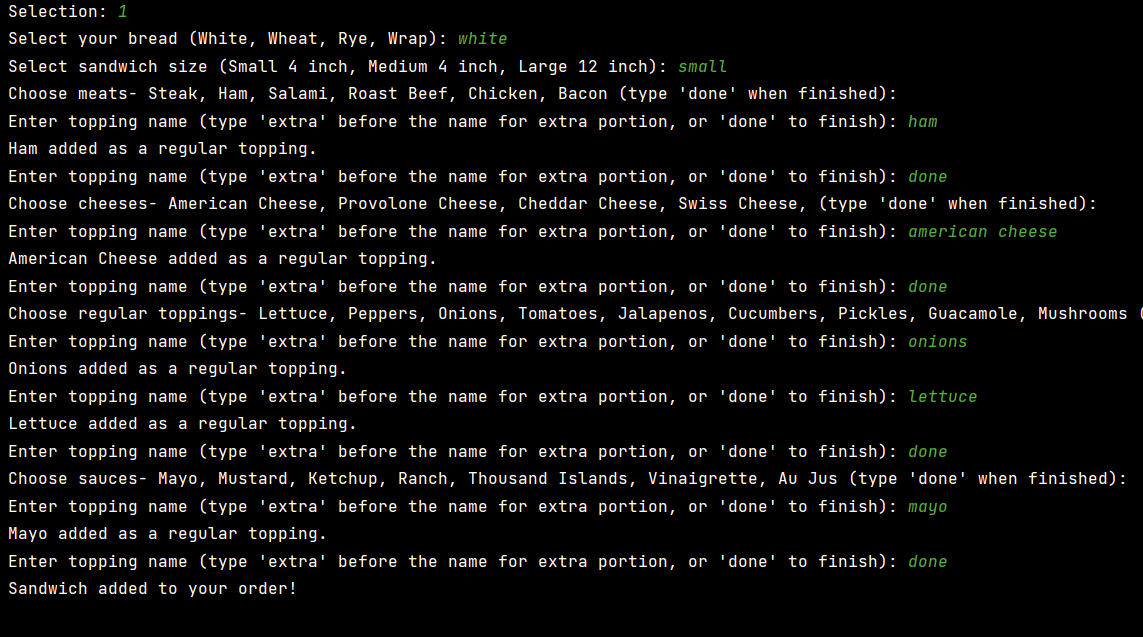 Selection: 1
Select your bread (White, Wheat, Rye, Wrap): white
Select sandwich size (Small 4 inch, Medium 4 inch, Large 12 inch): small
Choose meats- Steak, Ham, Salami, Roast Beef, Chicken, Bacon (type 'done' when finished):
Enter topping name (type 'extra' before the name for extra portion, or 'done' to finish): ham
Ham added as a regular topping.
Enter topping name (type 'extra' before the name for extra portion, or 'done' to finish): done
Choose cheeses- American Cheese, Provolone Cheese, Cheddar Cheese, Swiss Cheese, (type 'done' when finished):
Enter topping name (type 'extra' before the name for extra portion, or 'done' to finish): american cheese
American Cheese added as a regular topping.
Enter topping name (type 'extra' before the name for extra portion, or 'done' to finish): done
Choose regular toppings- Lettuce, Peppers, Onions, Tomatoes, Jalapenos, Cucumbers, Pickles, Guacamole, Mushrooms (
Enter topping name (type 'extra' before the name for extra portion, or 'done' to finish): onions
Onions added as a regular topping.
Enter topping name (type 'extra' before the name for extra portion, or 'done' to finish): lettuce
Lettuce added as a regular topping.
Enter topping name (type 'extra' before the name for extra portion, or 'done' to finish): done
Choose sauces- Mayo, Mustard, Ketchup, Ranch, Thousand Islands, Vinaigrette, Au Jus (type 'done' when finished):
Enter topping name (type 'extra' before the name for extra portion, or 'done' to finish): mayo
Mayo added as a regular topping.
Enter topping name (type 'extra' before the name for extra portion, or 'done' to finish): done
Sandwich added to your order!